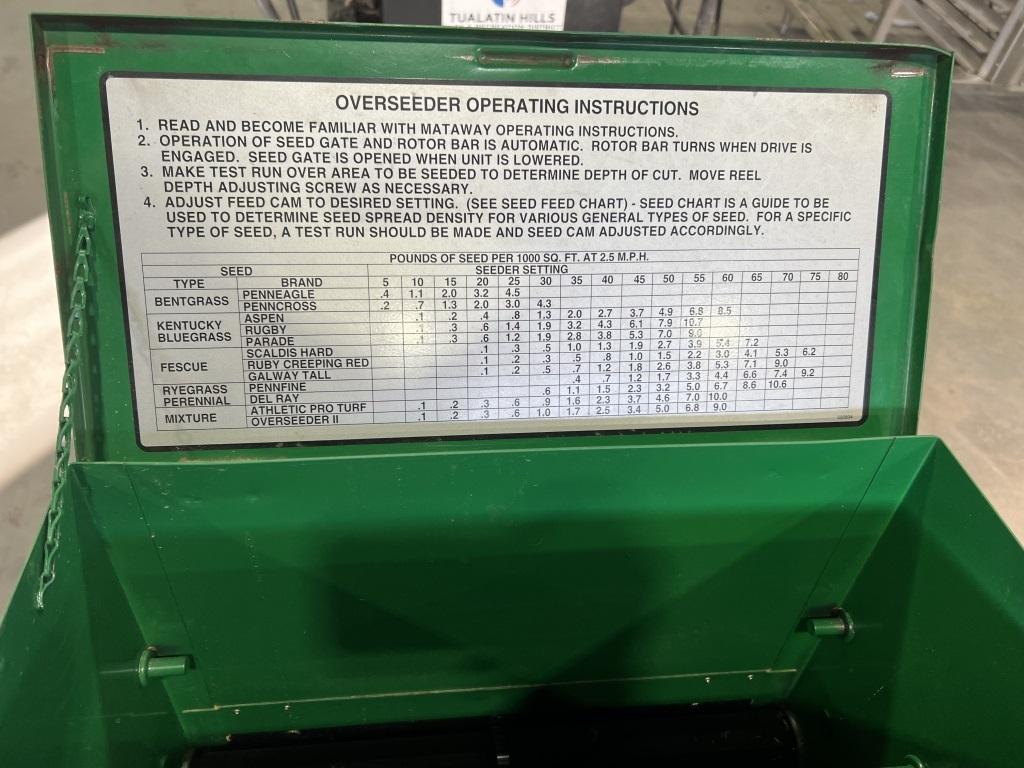 TUALATIN HILLS
OVERSEEDER OPERATING INSTRUCTIONS
1. READ AND BECOME FAMILIAR WITH MATAWAY OPERATING INSTRUCTIONS.
2. OPERATION OF SEED GATE AND ROTOR BAR IS AUTOMATIC. ROTOR BAR TURNS WHEN DRIVE IS
ENGAGED. SEED GATE IS OPENED WHEN UNIT IS LOWERED.
3. MAKE TEST RUN OVER AREA TO BE SEEDED TO DETERMINE DEPTH OF CUT. MOVE REEL
DEPTH ADJUSTING SCREW AS NECESSARY.
4. ADJUST FEED CAM TO DESIRED SETTING. (SEE SEED FEED CHART) - SEED CHART IS A GUIDE TO BE
USED TO DETERMINE SEED SPREAD DENSITY FOR VARIOUS GENERAL TYPES OF SEED. FOR A SPECIFIC
TYPE OF SEED, A TEST RUN SHOULD BE MADE AND SEED CAM ADJUSTED ACCORDINGLY.
POUNDS OF SEED PER 1000 SQ. FT. AT 2.5 M.P.H.
SEED SEEDER SETTING
TYPE BRAND 5 10 15 20 25 30 35 40 45 50 55 60 65 70 75 80
BENTGRASS PENNEAGLE .4 1.1 2.0 3.2 4.5
PENNCROSS .2 .7 1.3 2.0 3.0 4.3
KENTUCKY BLUEGRASS ASPEN .1 .2 .4 .8 1.3 2.0 2.7 3.7 4.9 6.8 8.5
RUGBY .1 .3 .6 1.4 1.9 3.2 4.3 6.1 7.9 10.7
PARADE .1 .3 .6 1.2 1.9 2.8 3.8 5.3 7.0 9.0
FESCUE SCALDIS HARD .1 .3 .5 1.0 1.3 1.9 2.7 3.9 5.4 7.2
RUBY CREEPING RED .1 .2 .3 .5 .8 1.0 1.5 2.2 3.0 4.1 5.3 6.2
GALWAY TALL .1 .2 .5 .7 1.2 1.8 2.6 3.8 5.3 7.1 9.0
RYEGRASS PERENNIAL PENNFINE .4 .7 1.2 1.7 3.3 4.4 6.6 7.4 9.2
DEL RAY .6 1.1 1.5 2.3 3.2 5.0 6.7 8.6 10.6
MIXTURE ATHLETIC PRO TURF .1 .2 .3 .6 .9 1.6 2.3 3.7 4.6 7.0 10.0
OVERSEEDER II .1 .2 .3 .6 1.0 1.7 2.5 3.4 5.0 6.8 9.0